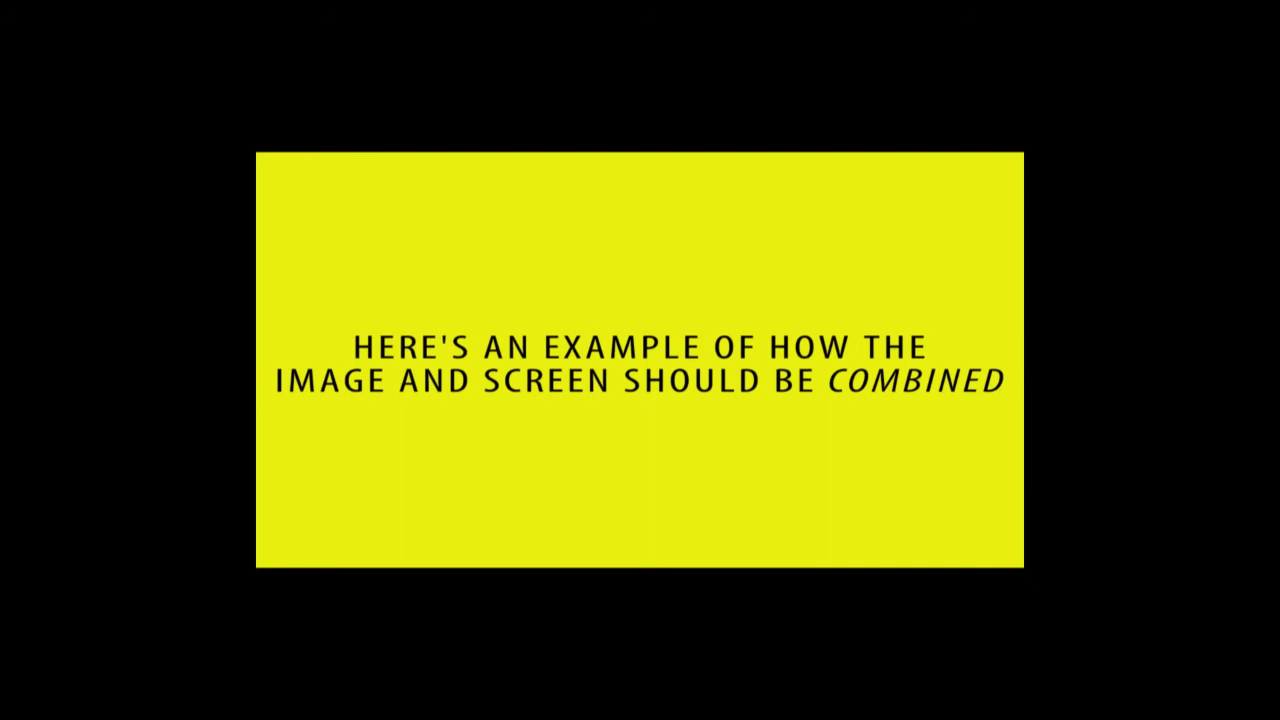 HERE'S AN EXAMPLE OF HOW THE
IMAGE AND SCREEN SHOULD BE COMBINED